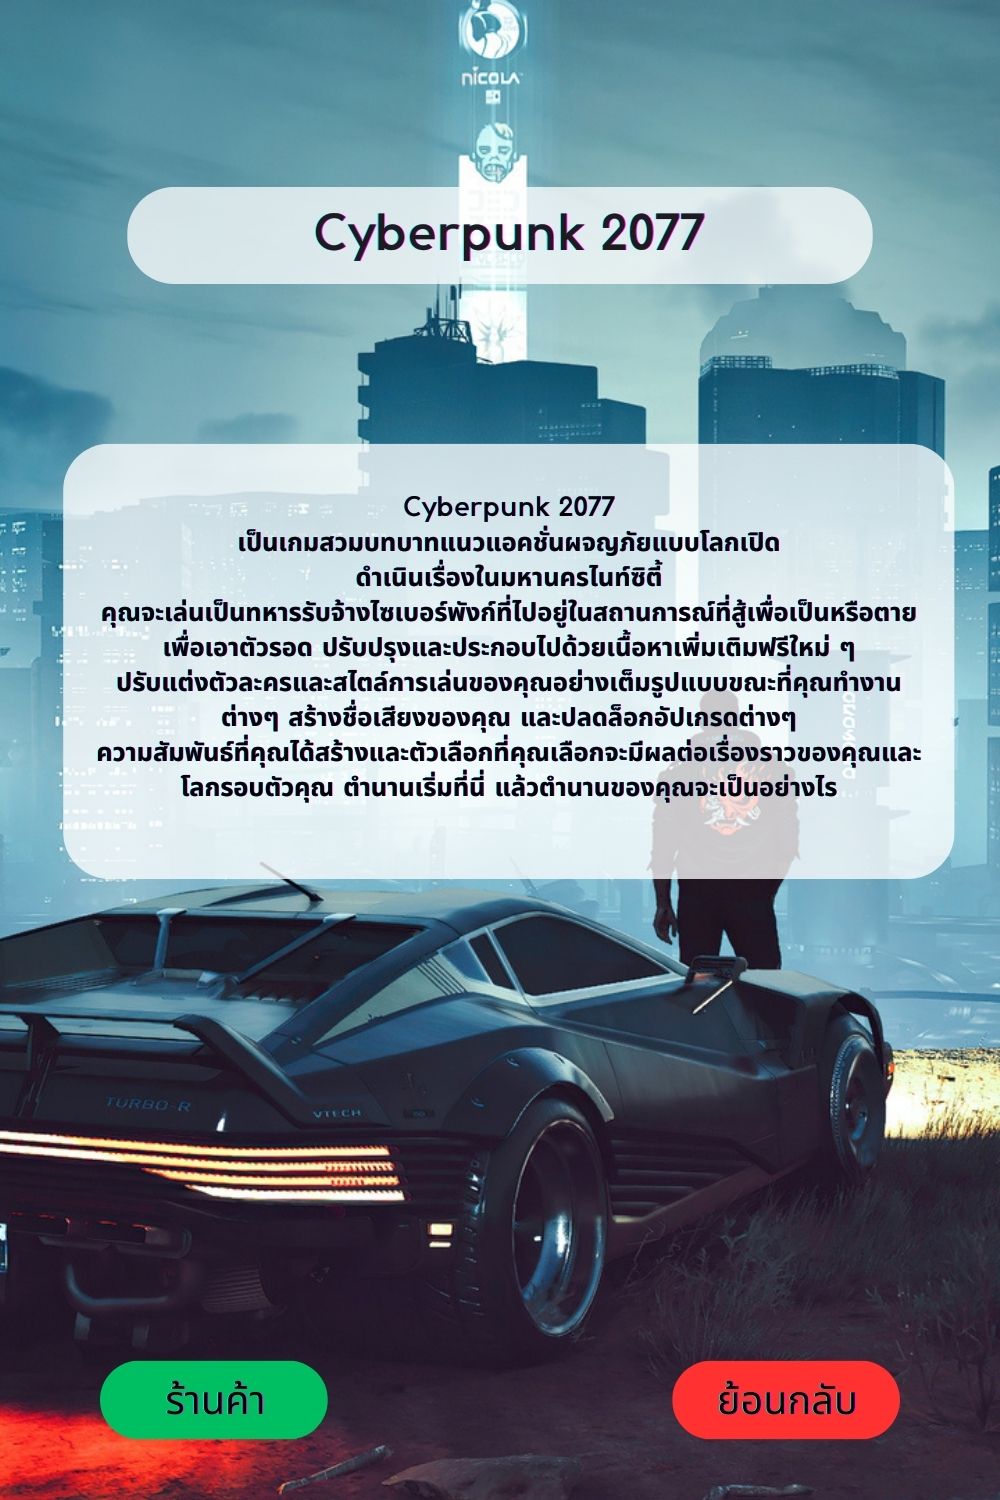 NICOLA
Cyberpunk 2077
Cyberpunk 2077
เป็นเกมสวมบทบาทแนวแอคชั่นผจญภัยแบบโลกเปิด
ดำเนินเรื่องในมหานครไนท์ซิตี้
คุณจะเล่นเป็นทหารรับจ้างไซเบอร์พังก์ที่ไปอยู่ในสถานการณ์ที่สู้เพื่อเป็นหรือตาย
เพื่อเอาตัวรอด ปรับปรุงและประกอบไปด้วยเนื้อหาเพิ่มเติมฟรีใหม่ ๆ
ปรับแต่งตัวละครและสไตล์การเล่นของคุณอย่างเต็มรูปแบบขณะที่คุณทำงาน
ต่างๆ สร้างชื่อเสียงของคุณ และปลดล็อกอัปเกรดต่างๆ
ความสัมพันธ์ที่คุณได้สร้างและตัวเลือกที่คุณเลือกจะมีผลต่อเรื่องราวของคุณและ
โลกรอบตัวคุณ ตำนานเริ่มที่นี่ แล้วตำนานของคุณจะเป็นอย่างไร
TURBO-R
VTECH
ร้านค้า
ย้อนกลับ